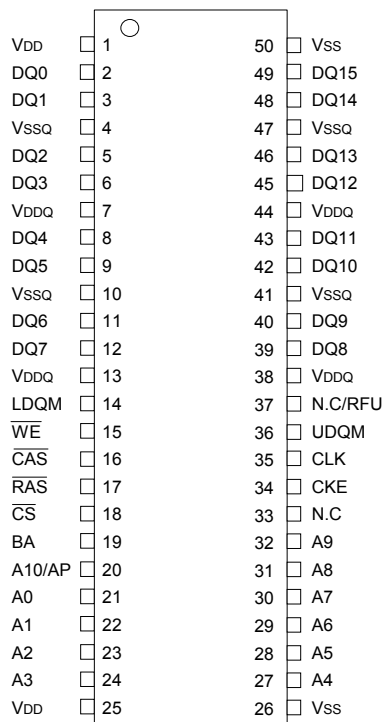 VDD 1 50 VSS
DQ0 2 49 DQ15
DQ1 3 48 DQ14
VSSQ 4 47 VSSQ
DQ2 5 46 DQ13
DQ3 6 45 DQ12
VDDQ 7 44 VDDQ
DQ4 8 43 DQ11
DQ5 9 42 DQ10
VSSQ 10 41 VSSQ
DQ6 11 40 DQ9
DQ7 12 39 DQ8
VDDQ 13 38 VDDQ
LDQM 14 37 N.C/RFU
W̅E̅ 15 36 UDQM
C̅A̅S̅ 16 35 CLK
R̅A̅S̅ 17 34 CKE
C̅S̅ 18 33 N.C
BA 19 32 A9
A10/AP 20 31 A8
A0 21 30 A7
A1 22 29 A6
A2 23 28 A5
A3 24 27 A4
VDD 25 26 VSS